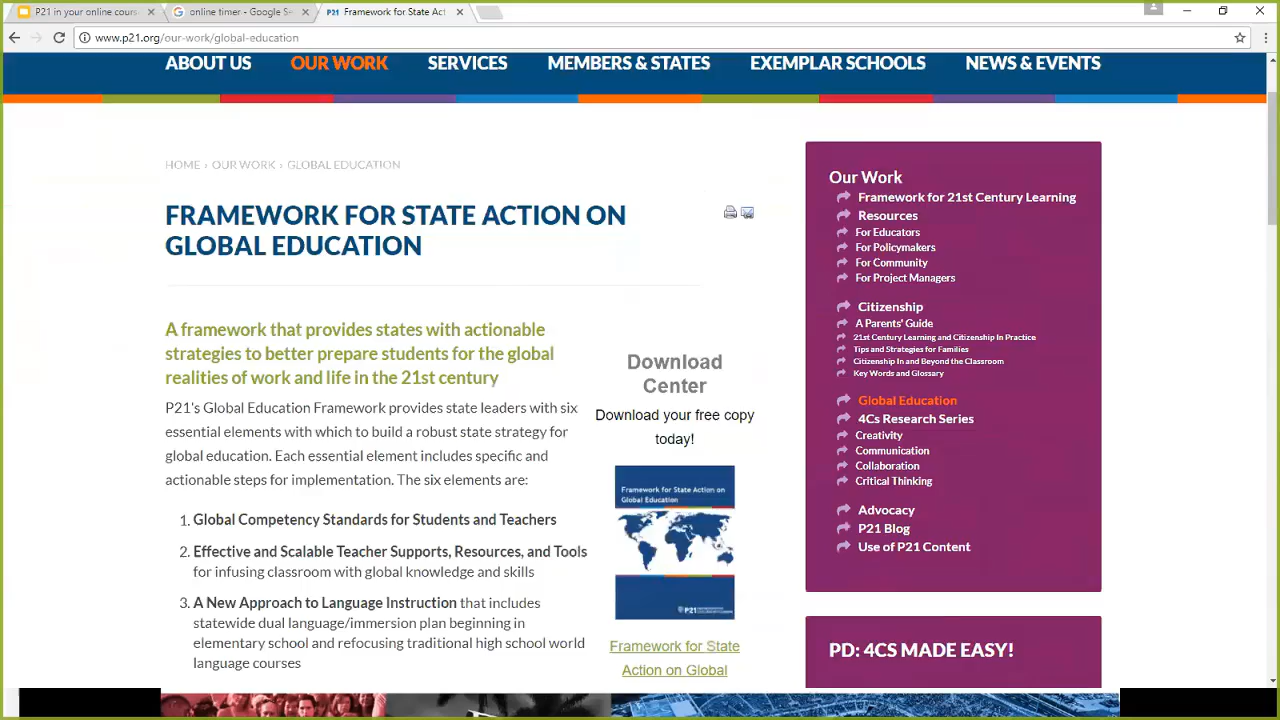 P21 in your online cours
online timer - Google S
P21 Framework for State Act
www.p21.org/our-work/global-education
ABOUT US
OUR WORK
SERVICES
MEMBERS & STATES
EXEMPLAR SCHOOLS
NEWS & EVENTS
HOME › OUR WORK › GLOBAL EDUCATION
FRAMEWORK FOR STATE ACTION ON
GLOBAL EDUCATION
A framework that provides states with actionable
strategies to better prepare students for the global
realities of work and life in the 21st century
P21's Global Education Framework provides state leaders with six
essential elements with which to build a robust state strategy for
global education. Each essential element includes specific and
actionable steps for implementation. The six elements are:
1. Global Competency Standards for Students and Teachers
2. Effective and Scalable Teacher Supports, Resources, and Tools
for infusing classroom with global knowledge and skills
3. A New Approach to Language Instruction that includes
statewide dual language/immersion plan beginning in
elementary school and refocusing traditional high school world
language courses
Download
Center
Download your free copy
today!
Framework for State Action on
Global Education
P21
Framework for State
Action on Global
Our Work
Framework for 21st Century Learning
Resources
For Educators
For Policymakers
For Community
For Project Managers
Citizenship
A Parents' Guide
21st Century Learning and Citizenship In Practice
Tips and Strategies for Families
Citizenship In and Beyond the Classroom
Key Words and Glossary
Global Education
4Cs Research Series
Creativity
Communication
Collaboration
Critical Thinking
Advocacy
P21 Blog
Use of P21 Content
PD: 4CS MADE EASY!